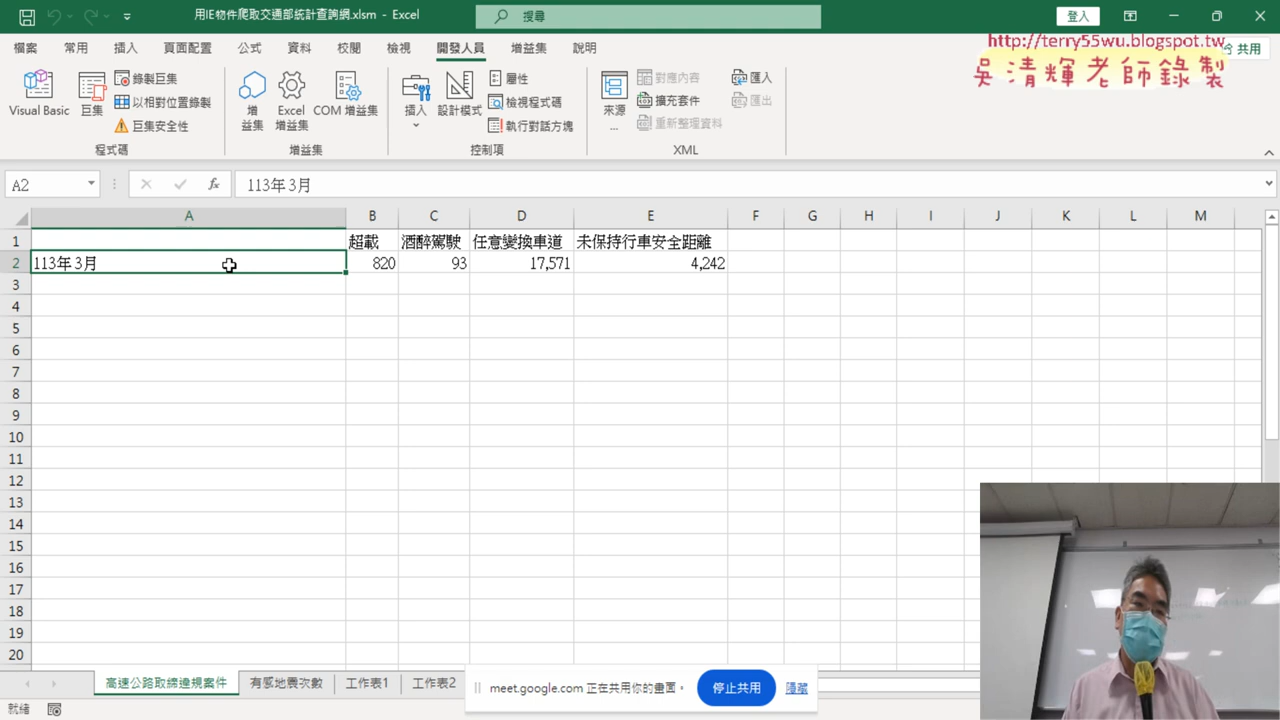 用IE物件爬取交通部統計查詢網.xlsm - Excel
搜尋
登入
http://terry55wu.blogspot.tw
吳清輝老師錄製
檔案 常用 插入 頁面配置 公式 資料 校閱 檢視 開發人員 增益集 說明
共用
Visual Basic
巨集
錄製巨集
以相對位置錄製
巨集安全性
程式碼
增
益集
Excel
增益集
COM 增益集
增益集
插入
設計模式
屬性
檢視程式碼
執行對話方塊
控制項
來源
...
對應內容
擴充套件
重新整理資料
匯入
匯出
XML
A2
fx
113年 3月
A B C D E F G H I J K L M
1 超載 酒醉駕駛 任意變換車道 未保持行車安全距離
2 113年 3月 820 93 17,571 4,242
3
4
5
6
7
8
9
10
11
12
13
14
15
16
17
18
19
20
高速公路取締違規案件 有感地震次數 工作表1 工作表2
meet.google.com 正在共用你的畫面。
停止共用
隱藏
就緒